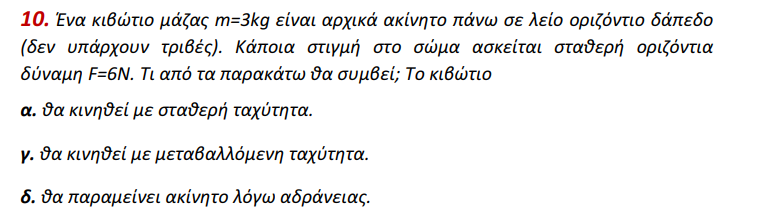 10. Ένα κιβώτιο μάζας m=3kg είναι αρχικά ακίνητο πάνω σε λείο οριζόντιο δάπεδο
(δεν υπάρχουν τριβές). Κάποια στιγμή στο σώμα ασκείται σταθερή οριζόντια
δύναμη F=6N. Τι από τα παρακάτω θα συμβεί; Το κιβώτιο
α. θα κινηθεί με σταθερή ταχύτητα.
γ. θα κινηθεί με μεταβαλλόμενη ταχύτητα.
δ. θα παραμείνει ακίνητο λόγω αδράνειας.